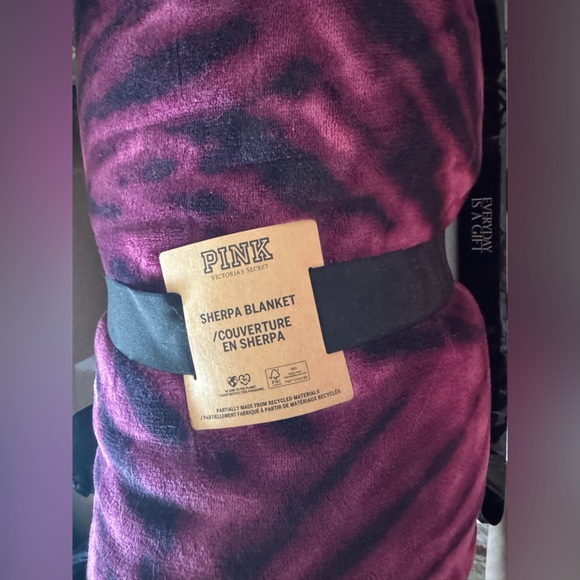 PINK
VICTORIA'S SECRET
SHERPA BLANKET
/COUVERTURE
EN SHERPA
FSC
PARTIALLY MADE FROM RECYCLED MATERIALS
/ PARTIELLEMENT FABRIQUÉ À PARTIR DE MATÉRIAUX RECYCLÉS
EVERYDAY
IS A GIFT